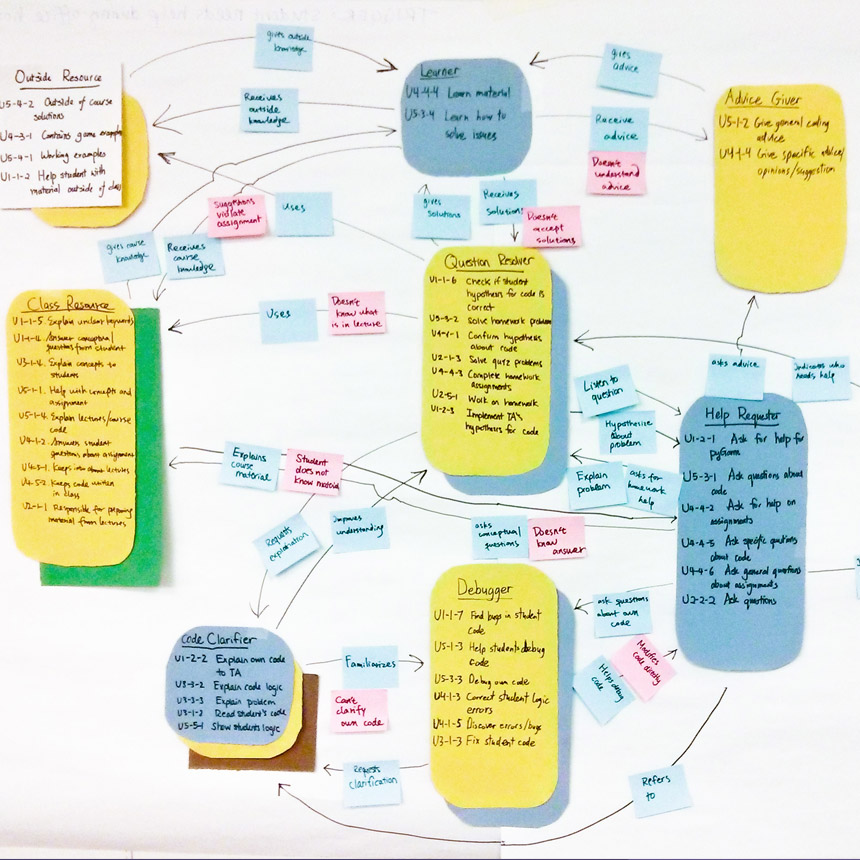 gives outside
knowledge
Outside Resource
U5-4-2 Outside of course
solutions
U4-3-1 Contains game examples
U5-4-1 Working examples
U1-1-2 Help student with
material outside of class
Receives
outside
knowledge
Learner
U4-4-4 Learn material
U5-3-4 Learn how to
solve issues
gives
advice
Receive
advice
Doesn't
understand
advice
Advice Giver
U5-1-2 Give general coding
advice
U4-1-4 Give specific advice/
opinions/suggestion
gives course
knowledge
Receives
course
knowledge
Suggestions
violate
assignment
Uses
gives
solutions
Receives
solutions
Doesn't
accept
solutions
Class Resource
U1-1-5. Explain unclear keywords
Answer conceptual
questions from student
Explain concepts to
students
U5-1-1. Help with concepts and
assignment
U5-1-4. Explain lectures/course
code
U4-1-2. Answers student
questions about assignment
U4-5-1. Keeps info about lectures
U4-5-2. Keeps code written
in class
U2-1-1. Responsible for preparing
material from lectures
Uses
Doesn't
know what
is in lecture
Question Resolver
U1-1-6 Check if student
hypothesis for code is
correct
Solve homework problem
U4-1-1 Confirm hypothesis
about code
U2-1-3 Solve quiz problems
U4-4-3 Complete homework
assignments
U2-5-1 Work on homework
U1-2-3 Implement TA's
hypothesis for code
Listen to
question
Hypothesize
about
problem
Explain
problem
asks for
homework
help
asks advice
Indicates who
needs help
Help Requester
U1-2-1 Ask for help for
pyGame
U5-3-1 Ask questions about
code
U4-4-2 Ask for help on
assignments
U4-4-5 Ask specific questions
about code
U4-4-6 Ask general questions
about assignments
U2-2-2 Ask questions
Explains
course
material
Student
does not
know material
Requests
explanation
Improves
understanding
asks
conceptual
questions
Doesn't
know
answer
Code Clarifier
U1-2-2 Explain own code
to TA
U3-3-2 Explain code logic
U3-3-3 Explain problem
U3-1-2 Read student's code
U5-5-1 Show students logic
Familiarizes
Can't
clarify
own code
Requests
clarification
Debugger
U1-1-7 Find bugs in student
code
U5-1-3 Help students debug
code
U5-3-3 Debug own code
U4-1-3 Correct student logic
errors
U4-1-5 Discover errors/bugs
U3-1-3 Fix student code
ask questions
about own
code
Helps debug
code
Modifies
code directly
Refers
to